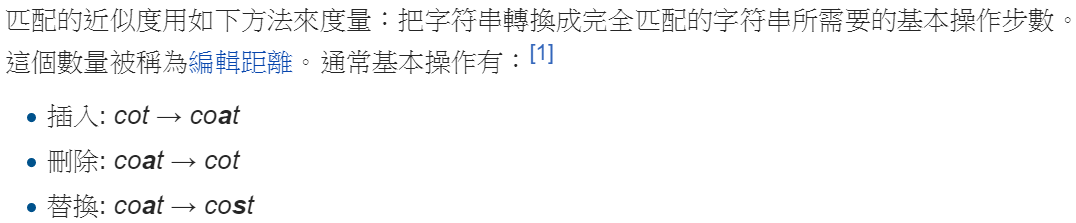 匹配的近似度用如下方法來度量：把字符串轉換成完全匹配的字符串所需要的基本操作步數。
這個數量被稱為編輯距離。通常基本操作有：[1]
• 插入: cot → coat
• 刪除: coat → cot
• 替換: coat → cost